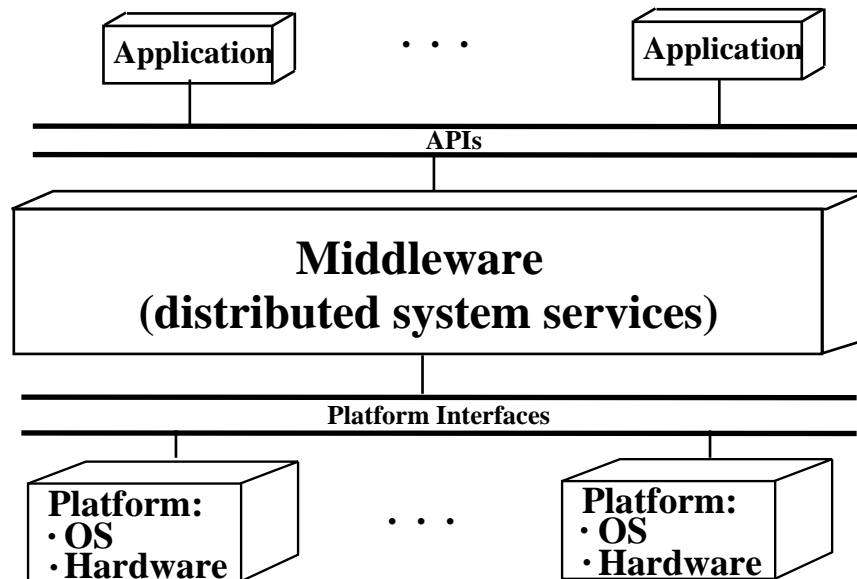 Application
. . .
Application
APIs
Middleware
(distributed system services)
Platform Interfaces
Platform:
· OS
· Hardware
. . .
Platform:
· OS
· Hardware